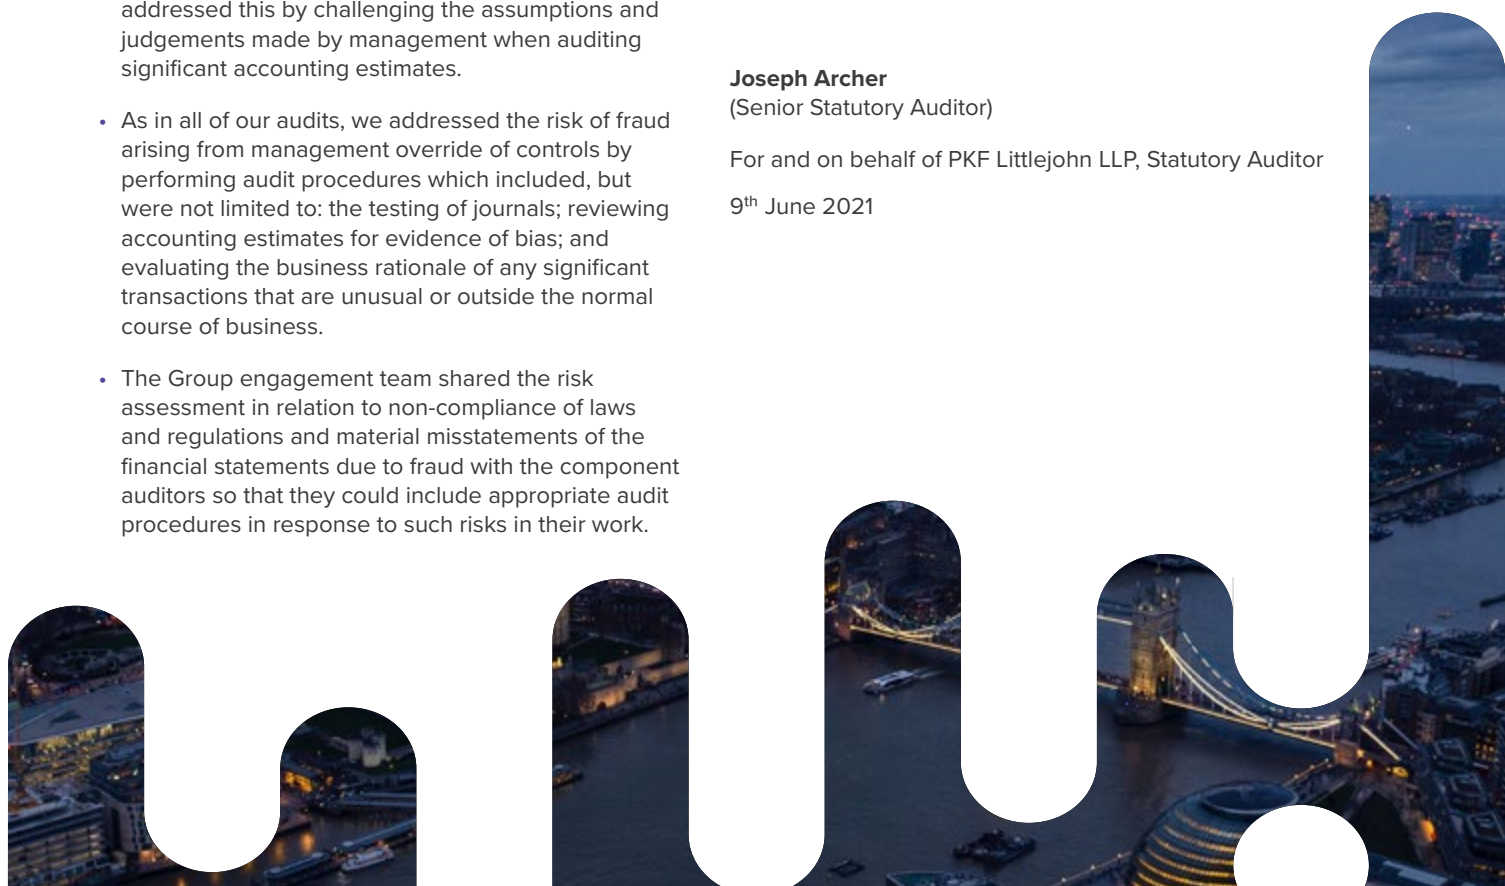 addressed this by challenging the assumptions and
judgements made by management when auditing
significant accounting estimates.
• As in all of our audits, we addressed the risk of fraud
arising from management override of controls by
performing audit procedures which included, but
were not limited to: the testing of journals; reviewing
accounting estimates for evidence of bias; and
evaluating the business rationale of any significant
transactions that are unusual or outside the normal
course of business.
• The Group engagement team shared the risk
assessment in relation to non-compliance of laws
and regulations and material misstatements of the
financial statements due to fraud with the component
auditors so that they could include appropriate audit
procedures in response to such risks in their work.
Joseph Archer
(Senior Statutory Auditor)
For and on behalf of PKF Littlejohn LLP, Statutory Auditor
9th June 2021